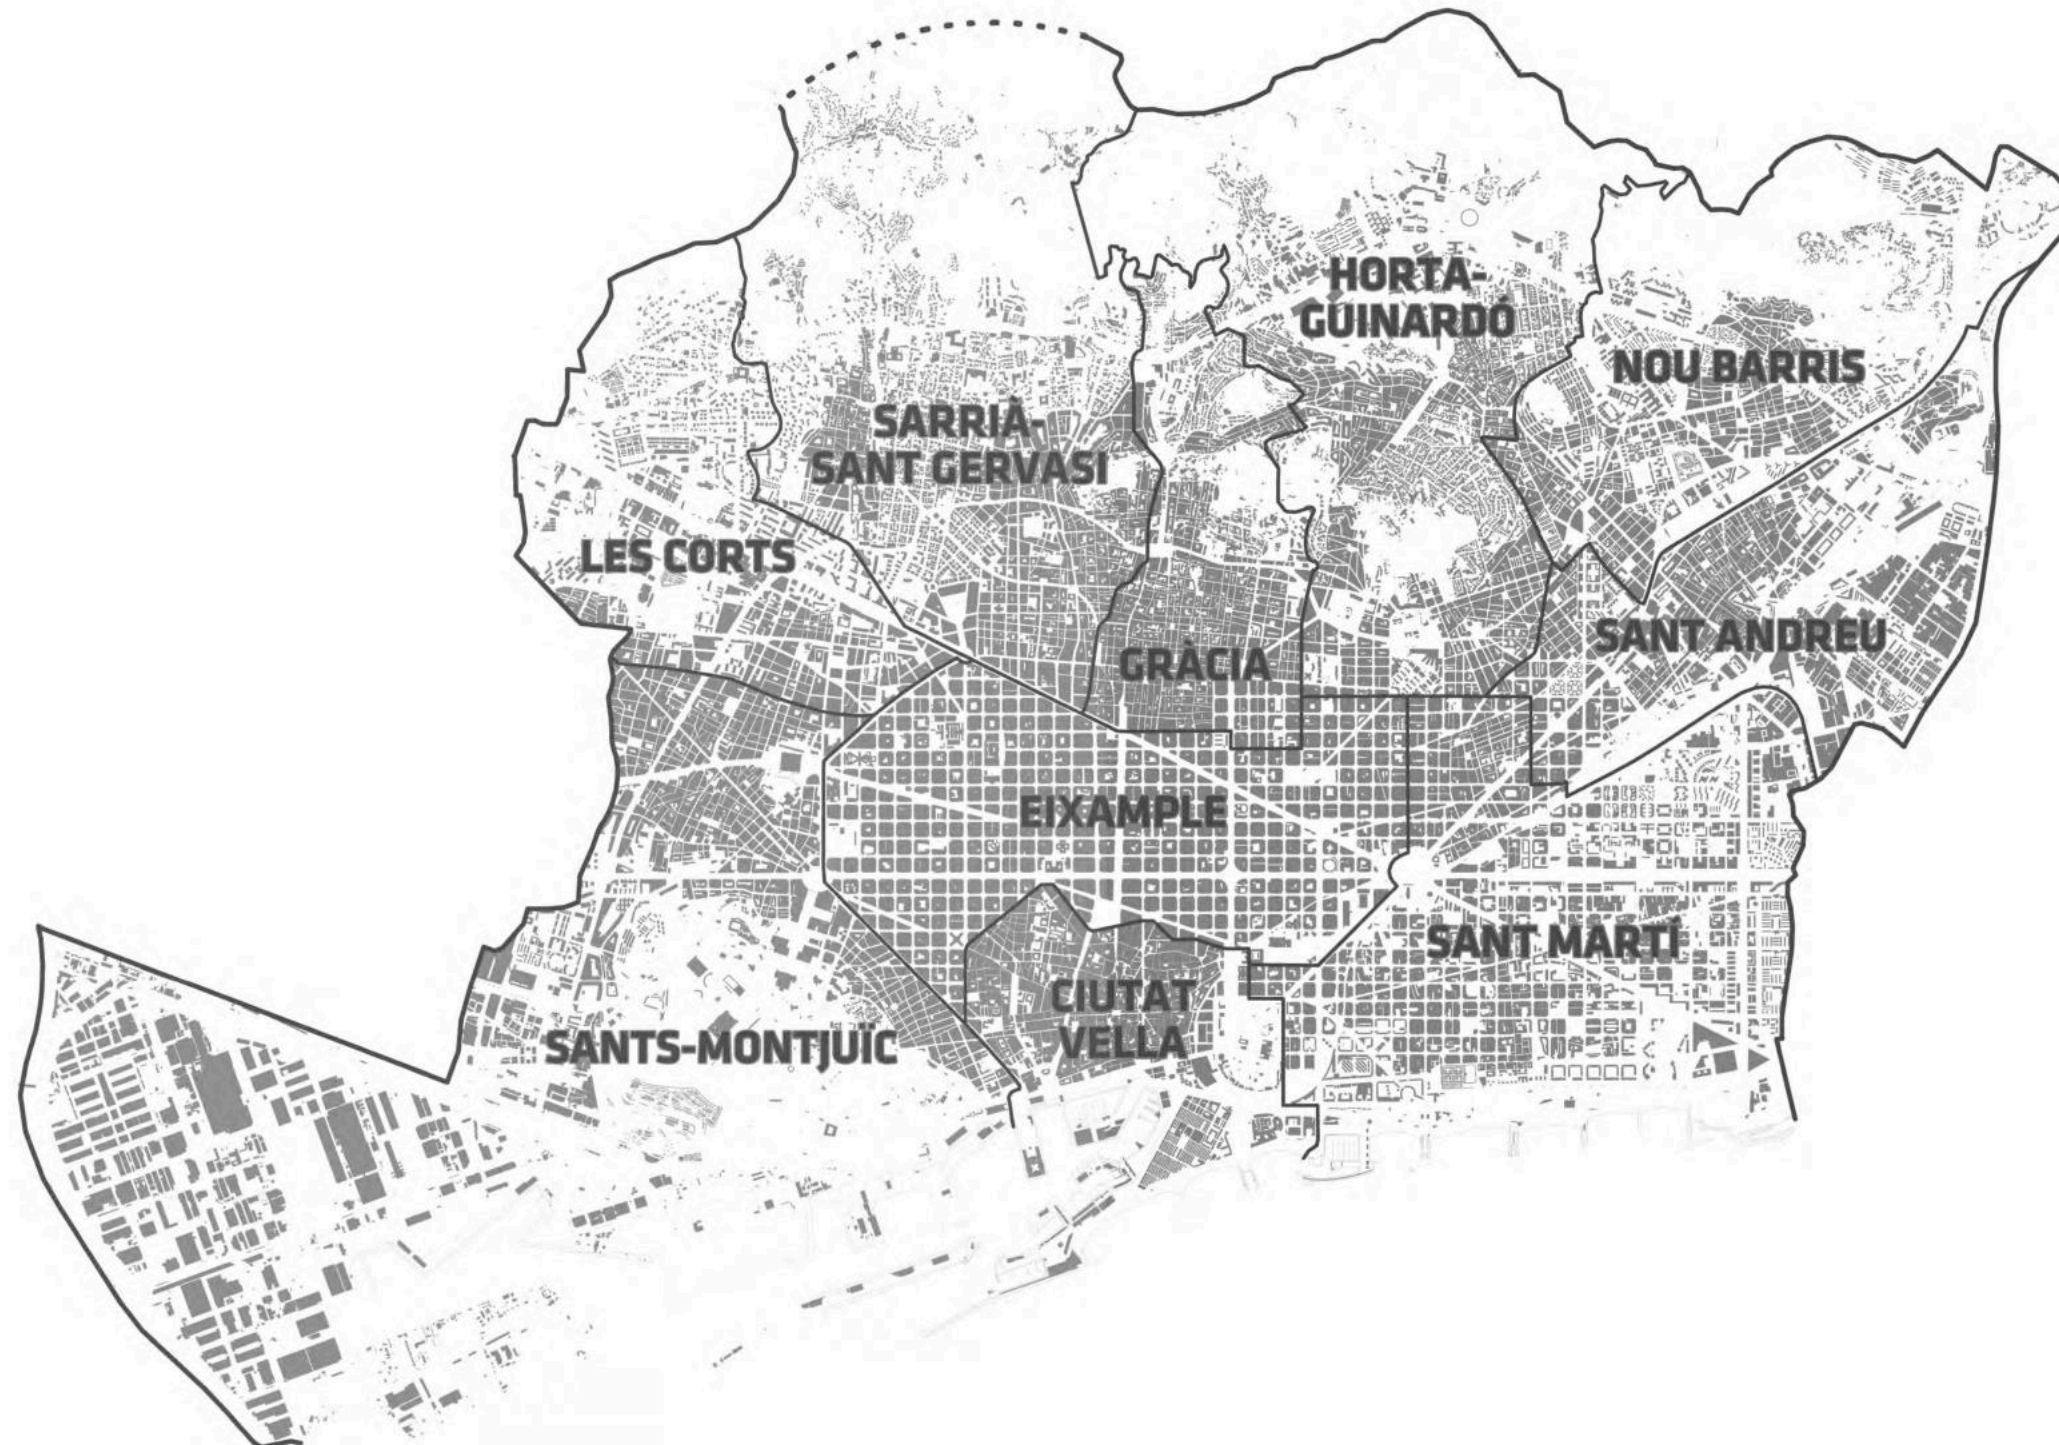 HORTA-
GUINARDÓ
NOU BARRIS
SARRIÀ-
SANT GERVASI
LES CORTS
SANT ANDREU
GRÀCIA
EIXAMPLE
SANT MARTÍ
CIUTAT
VELLA
SANTS-MONTJUÏC